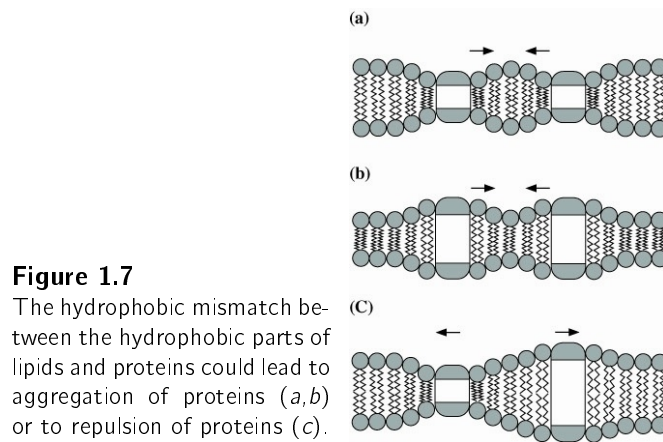 (a)
(b)
(C)
Figure 1.7
The hydrophobic mismatch be-
tween the hydrophobic parts of
lipids and proteins could lead to
aggregation of proteins (a,b)
or to repulsion of proteins (c).